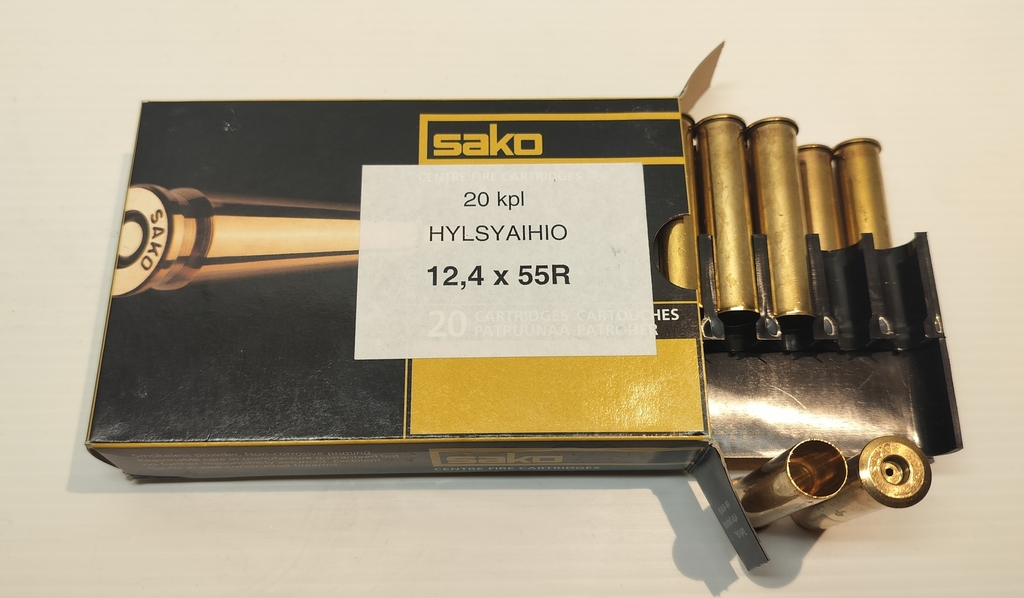 sako
CENTRE FIRE CARTRIDGES
20 kpl
HYLSYAIHIO
12,4 x 55R
20 CARTRIDGES CARTOUCHES
PATRUUNAA PATRONER
SAKO
sako
CENTRE FIRE CARTRIDGES